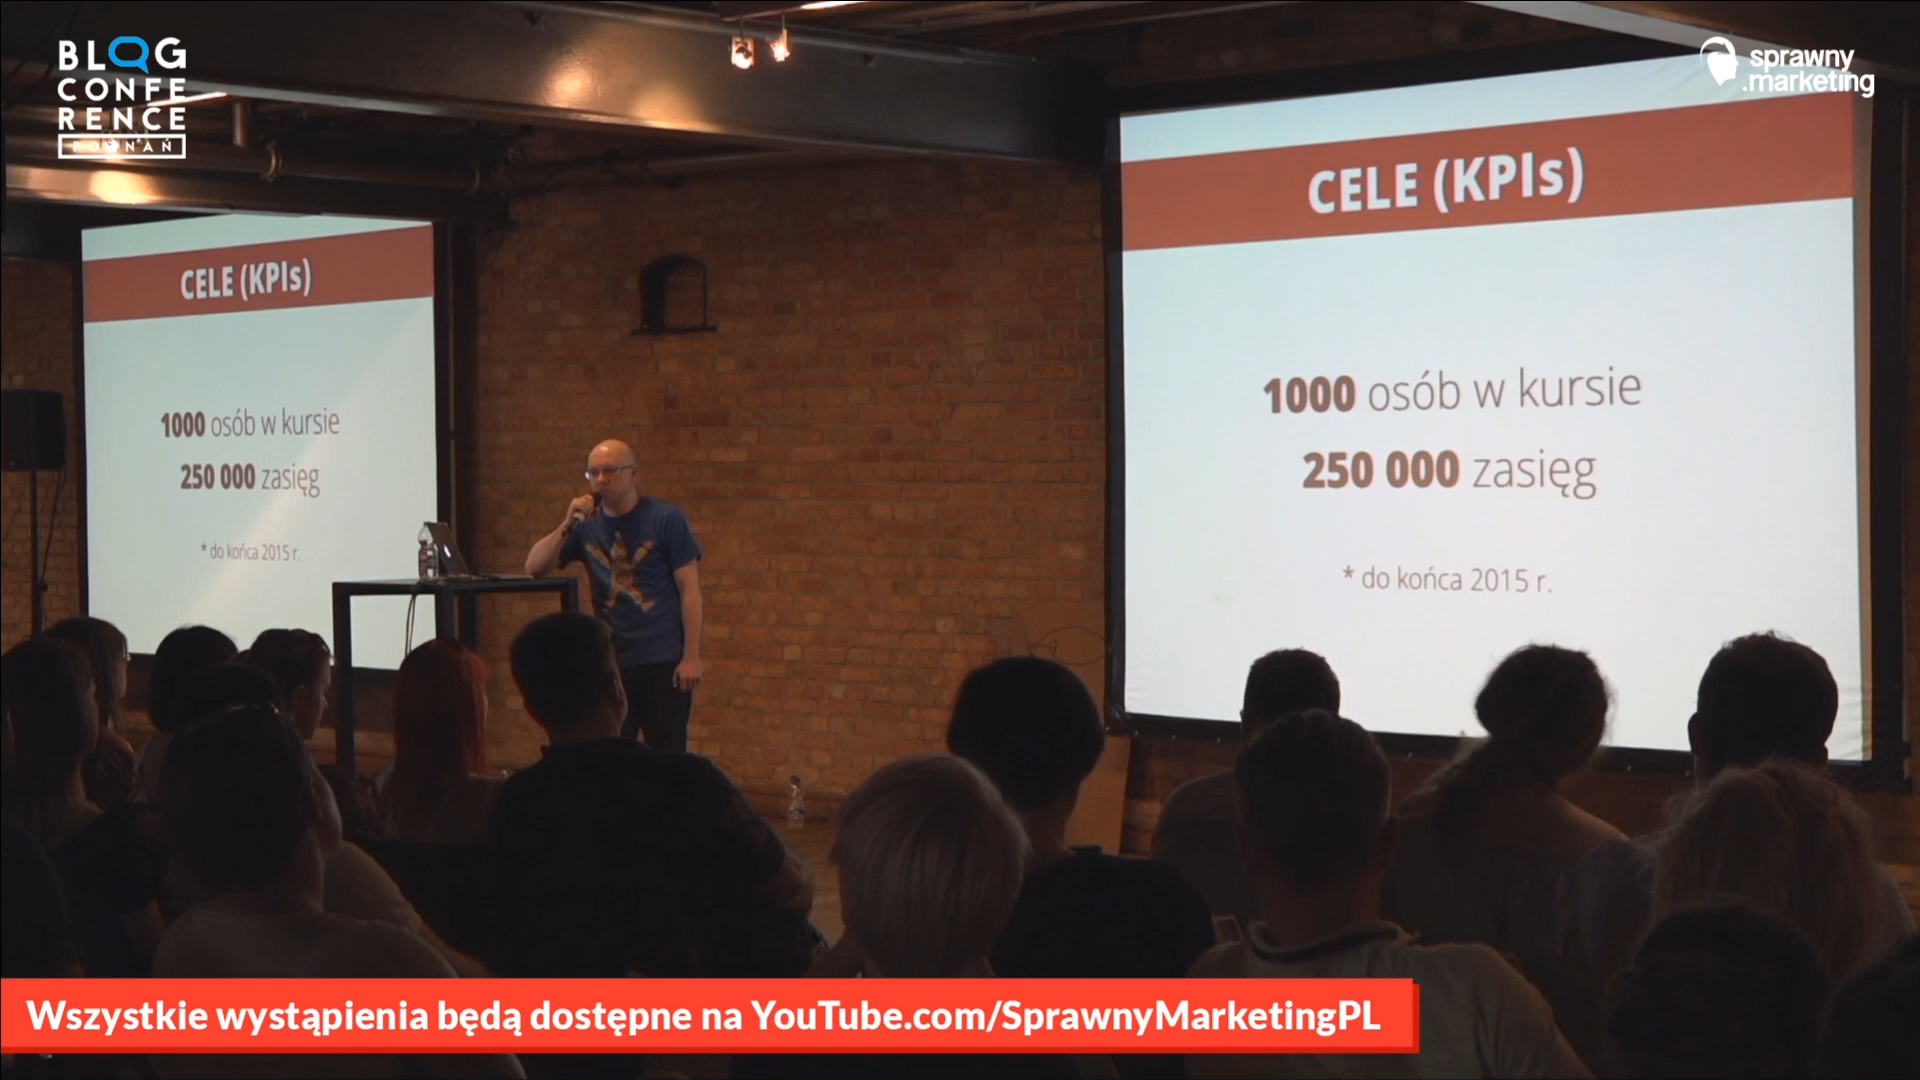 BLOG
CONFE
RENCE
POZNAŃ
sprawny
.marketing
CELE (KPIs)
1000 osób w kursie
250 000 zasięg
* do końca 2015 r.
CELE (KPIs)
1000 osób w kursie
250 000 zasięg
* do końca 2015 r.
Wszystkie wystąpienia będą dostępne na YouTube.com/SprawnyMarketingPL